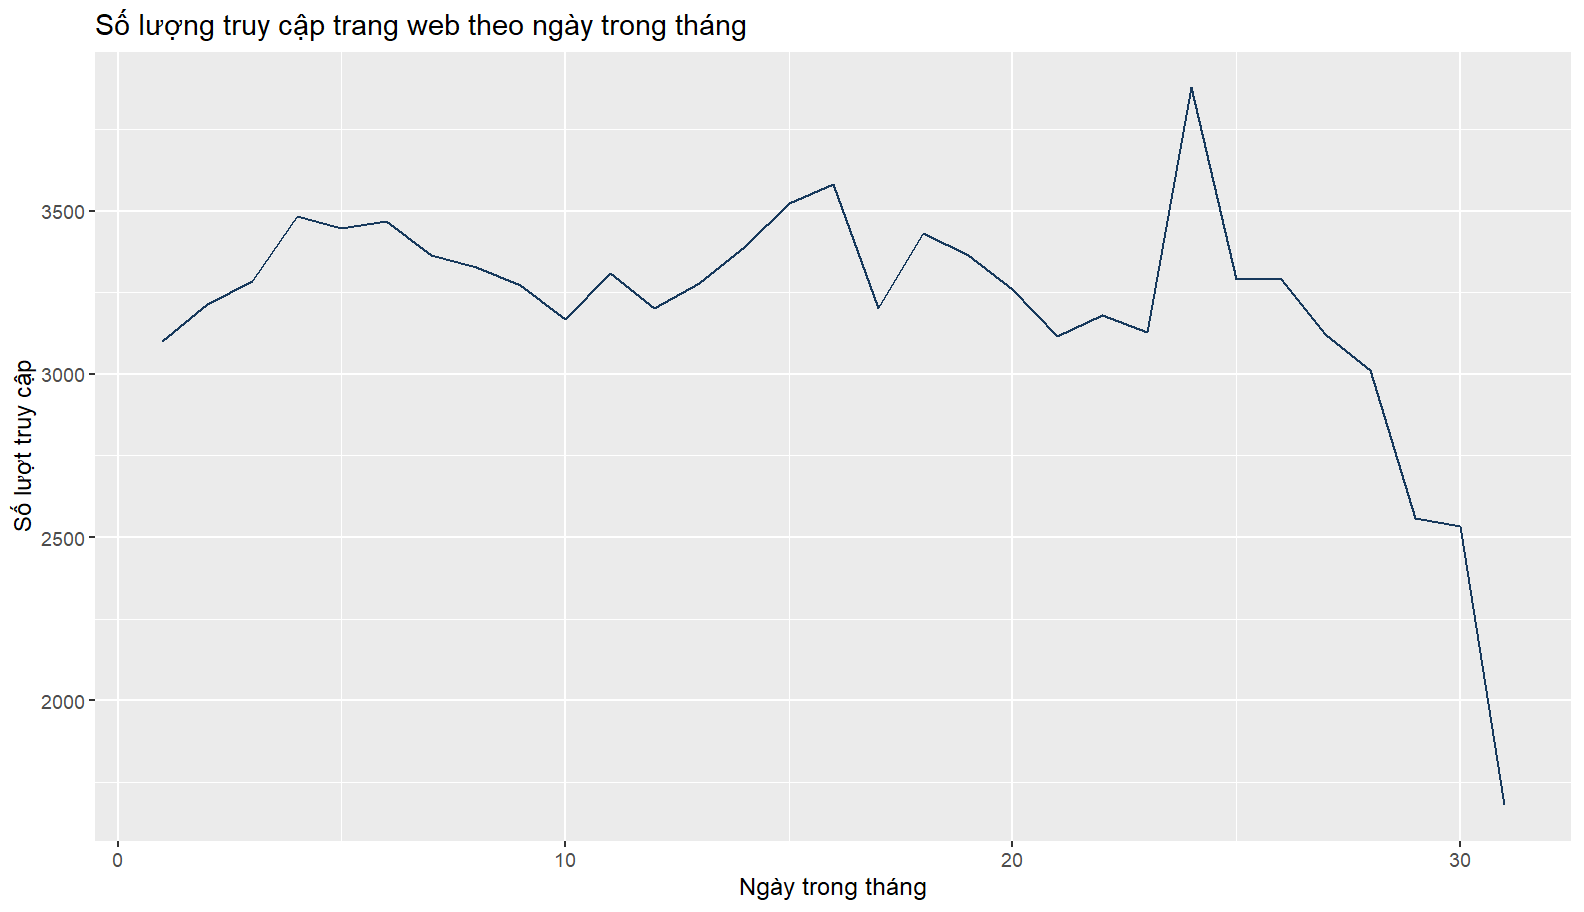 Số lượng truy cập trang web theo ngày trong tháng
Số lượt truy cập
3500
3000
2500
2000
0 10 20 30
Ngày trong tháng